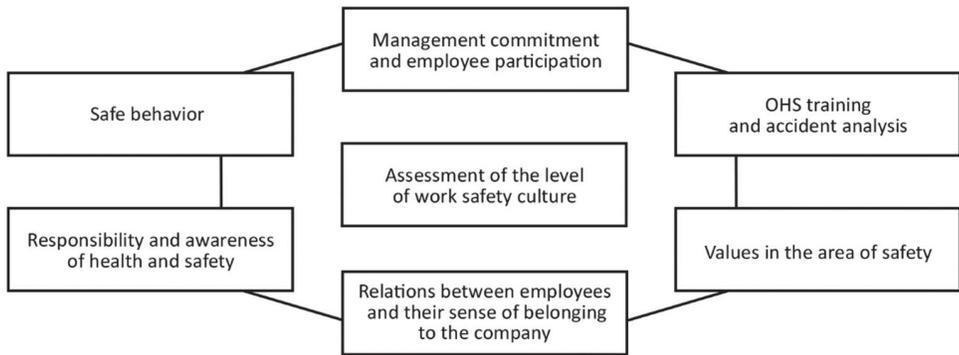 Management commitment
and employee participation
Safe behavior
OHS training
and accident analysis
Assessment of the level
of work safety culture
Responsibility and awareness
of health and safety
Values in the area of safety
Relations between employees
and their sense of belonging
to the company